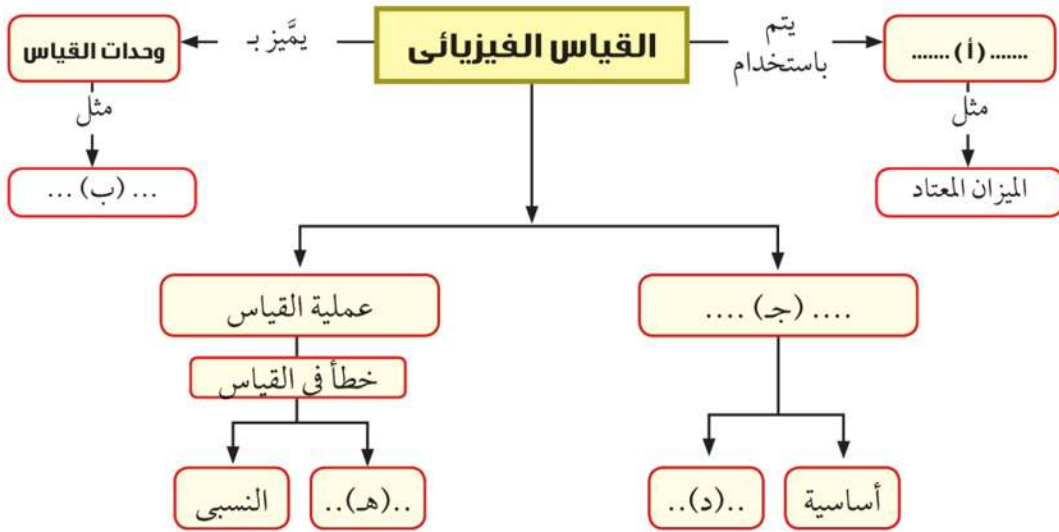 القياس الفيزيائى
يتم
باستخدام
.......(أ).......
مثل
الميزان المعتاد
يمَّيز بـ
وحدات القياس
مثل
...(ب)...
....(جـ)....
أساسية
..(د)..
عملية القياس
خطأ فى القياس
..(هـ)..
النسبى